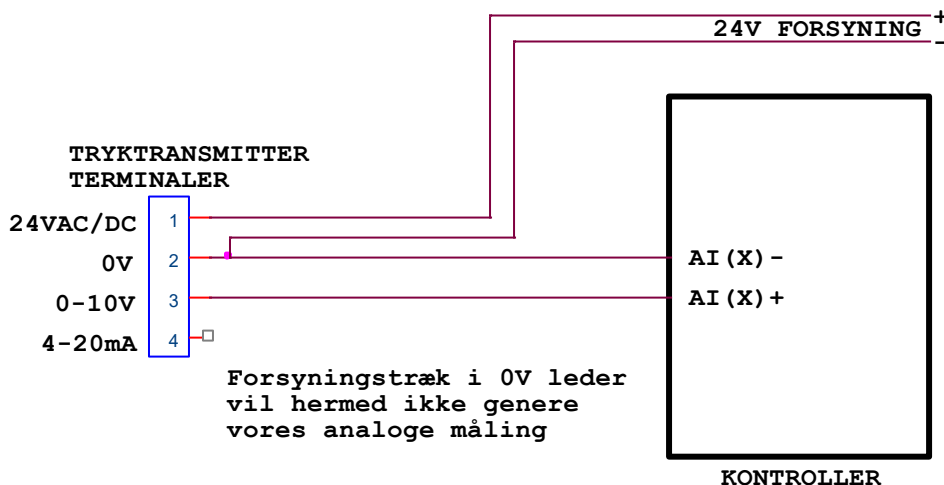 +
24V FORSYNING
-
TRYKTRANSMITTER
TERMINALER
24VAC/DC 1
0V 2
0-10V 3
4-20mA 4
AI(X)-
AI(X)+
Forsyningstræk i 0V leder
vil hermed ikke genere
vores analoge måling
KONTROLLER